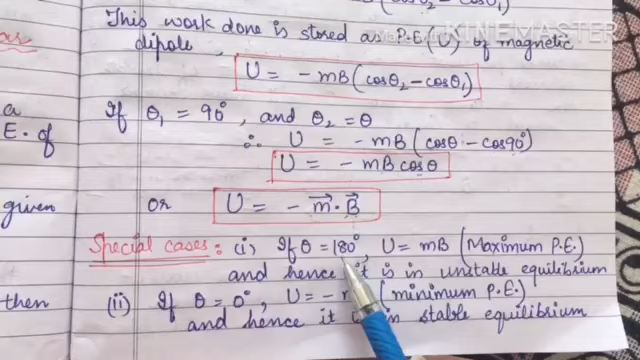 This work done is stored as P.E.(U) of magnetic
dipole,
U = - mB(cosθ₂ - cosθ₁)
a
If θ₁ = 90°, and θ₂ = θ
E. of
∴ U = - mB(cosθ - cos90°)
U = - mB cosθ
given or U = - m⃗ . B⃗
Special cases: (i) If θ = 180°, U = mB (Maximum P.E.)
and hence it is in unstable equilibrium
then (ii) If θ = 0°, U = - (minimum P.E.)
and hence it in stable equilibrium
KINEMASTER